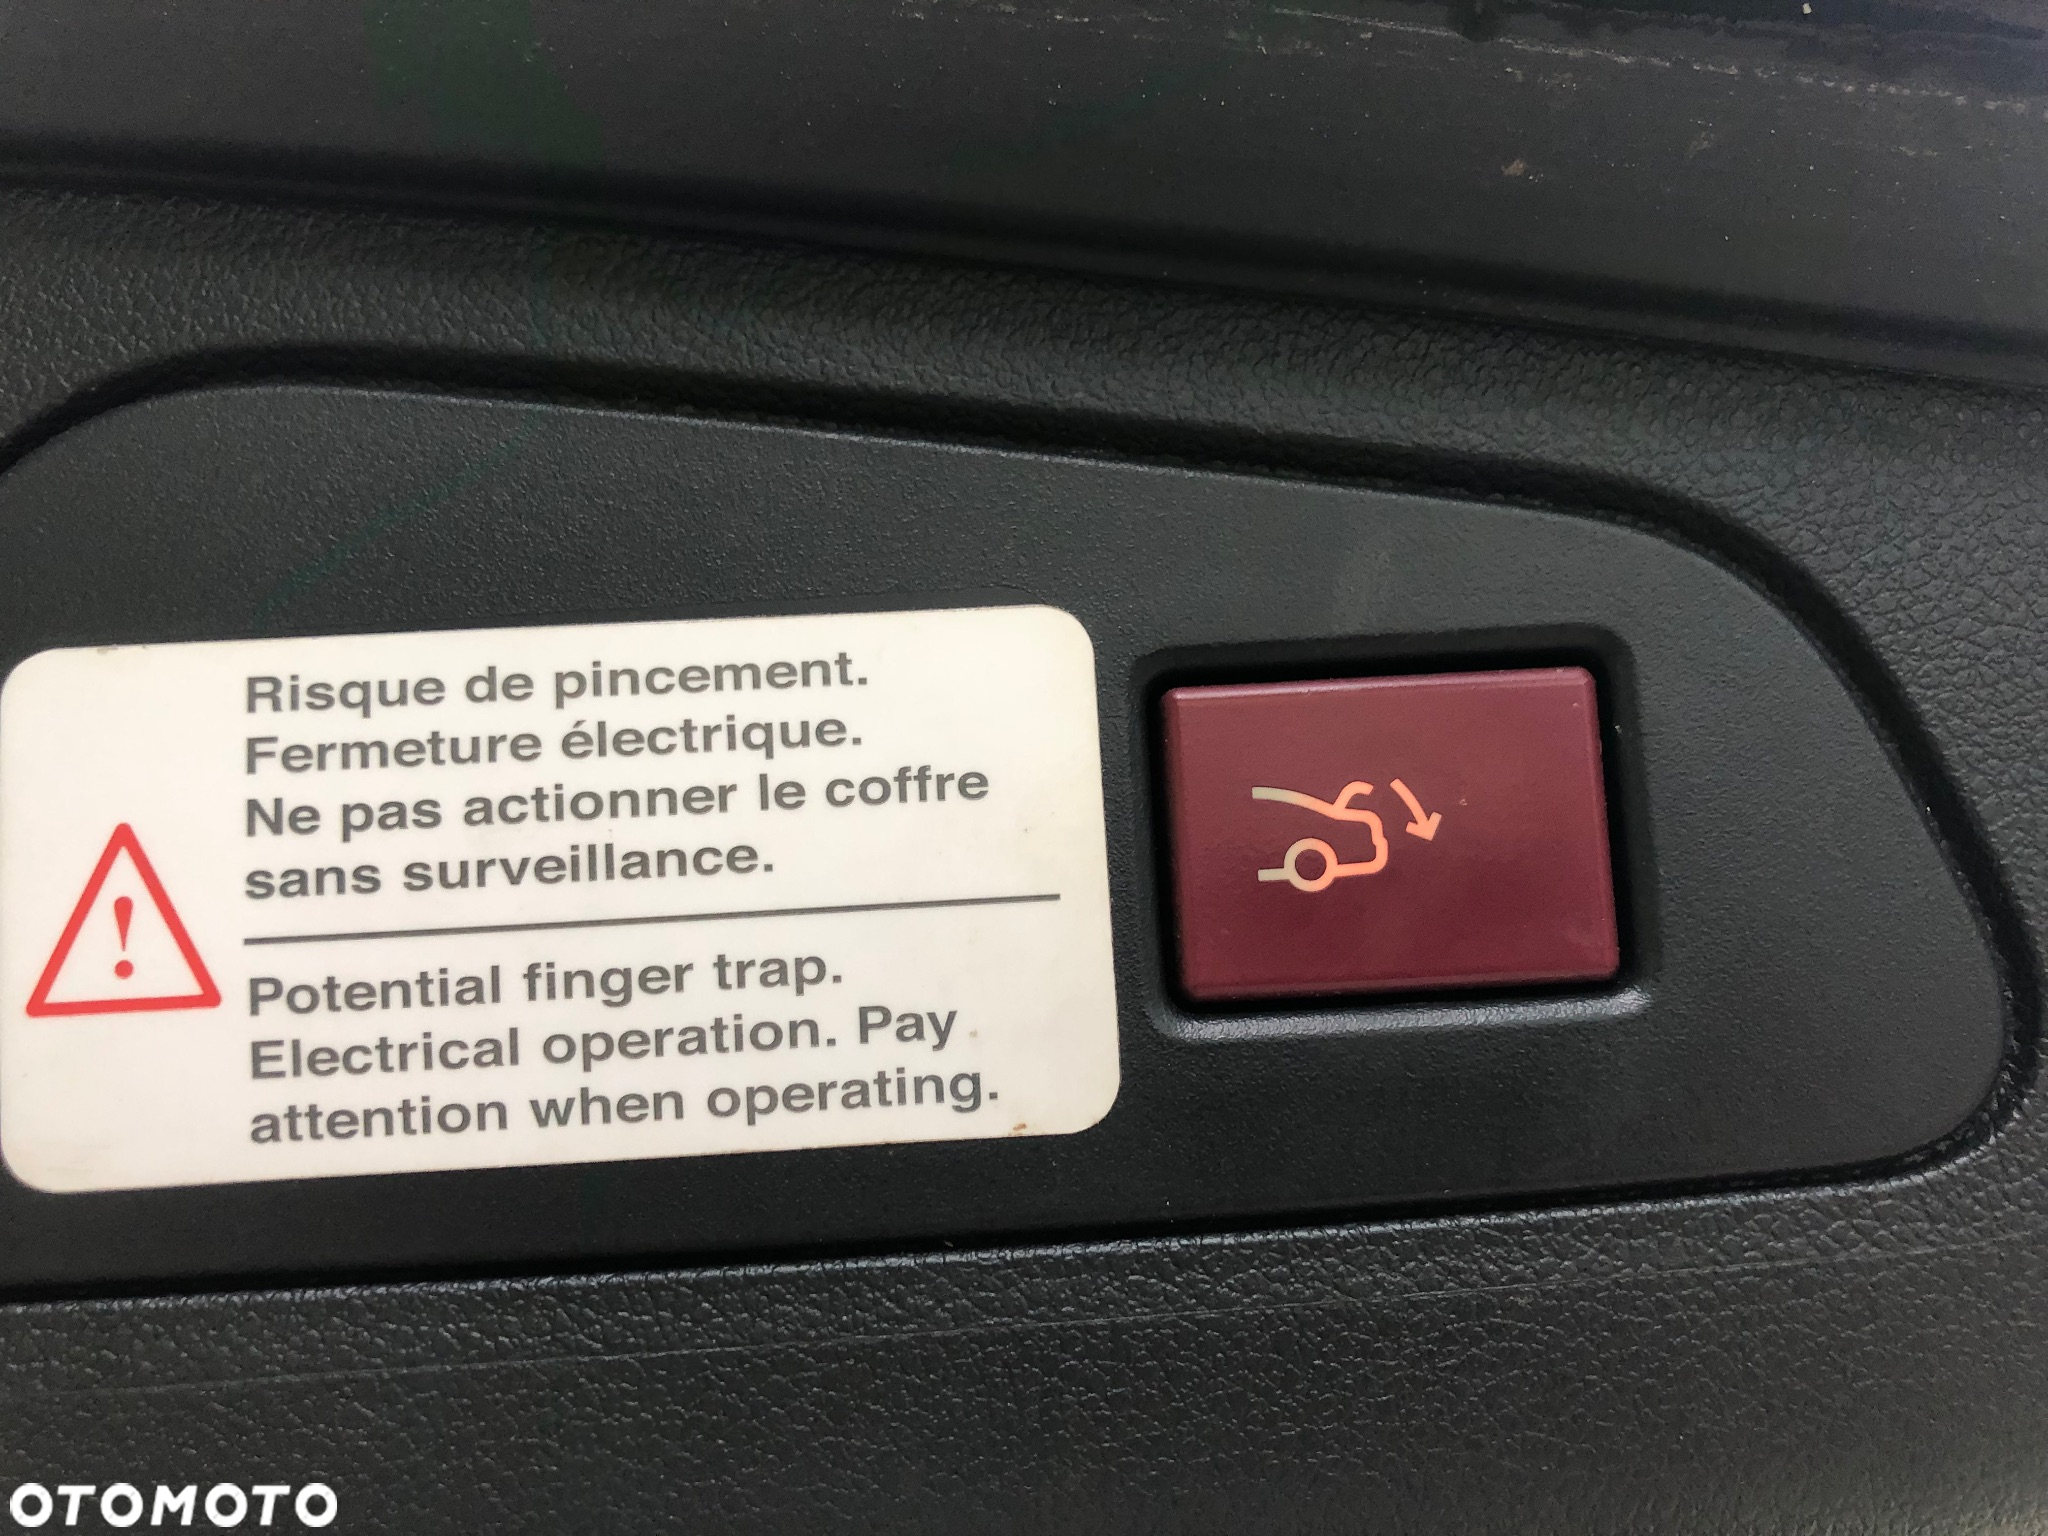 Risque de pincement.
Fermeture électrique.
Ne pas actionner le coffre
sans surveillance.
Potential finger trap.
Electrical operation. Pay
attention when operating.
OTOMOTO